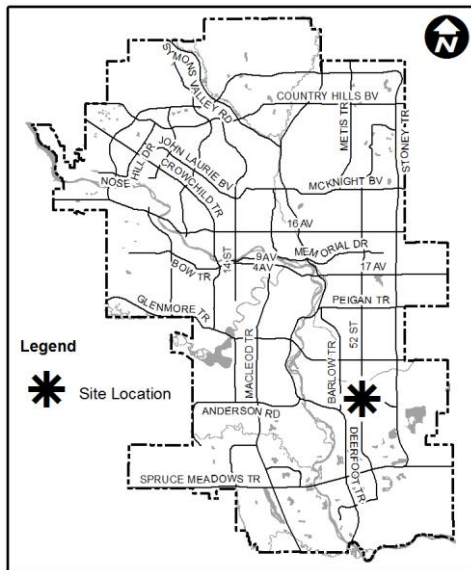 N
SYMONS VALLEY RD
COUNTRY HILLS BV
METIS TR
STONEY TR
JOHN LAURIE BV
CROWCHILD TR
NOSE HILL DR
MCKNIGHT BV
16 AV
14 ST
9 AV
4 AV
MEMORIAL DR
17 AV
BOW TR
PEIGAN TR
GLENMORE TR
52 ST
BARLOW TR
MACLEOD TR
Legend
Site Location
ANDERSON RD
DEERFOOT TR
SPRUCE MEADOWS TR